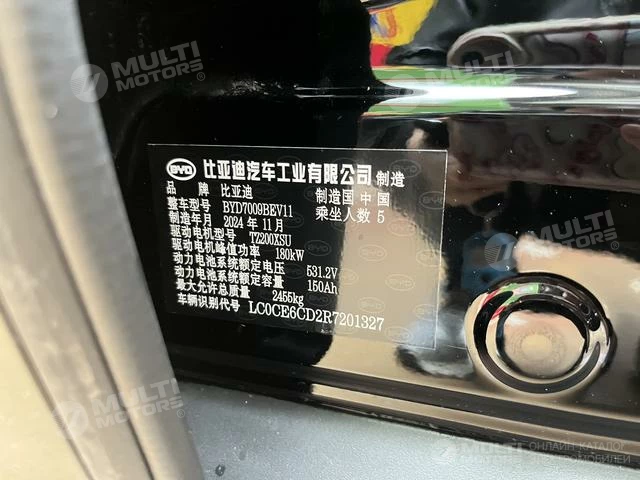 BYD 比亚迪汽车工业有限公司 制造
品 牌 比亚迪 制造国 中国
整车型号 BYD7009BEV11 乘坐人数 5
制造年月 2024 年 11 月
驱动电机型号 TZ200XSU
驱动电机峰值功率 180kW
动力电池系统额定电压 531.2V
动力电池系统额定容量 150Ah
最大允许总质量 2455kg
车辆识别代号 LC0CE6CD2R7201327
MULTI MOTORS
MULTI MOTORS
MULTI MOTORS
MULTI MOTORS
ОНЛАЙН-КАТАЛОГ
АВТОМОБИЛЕЙ